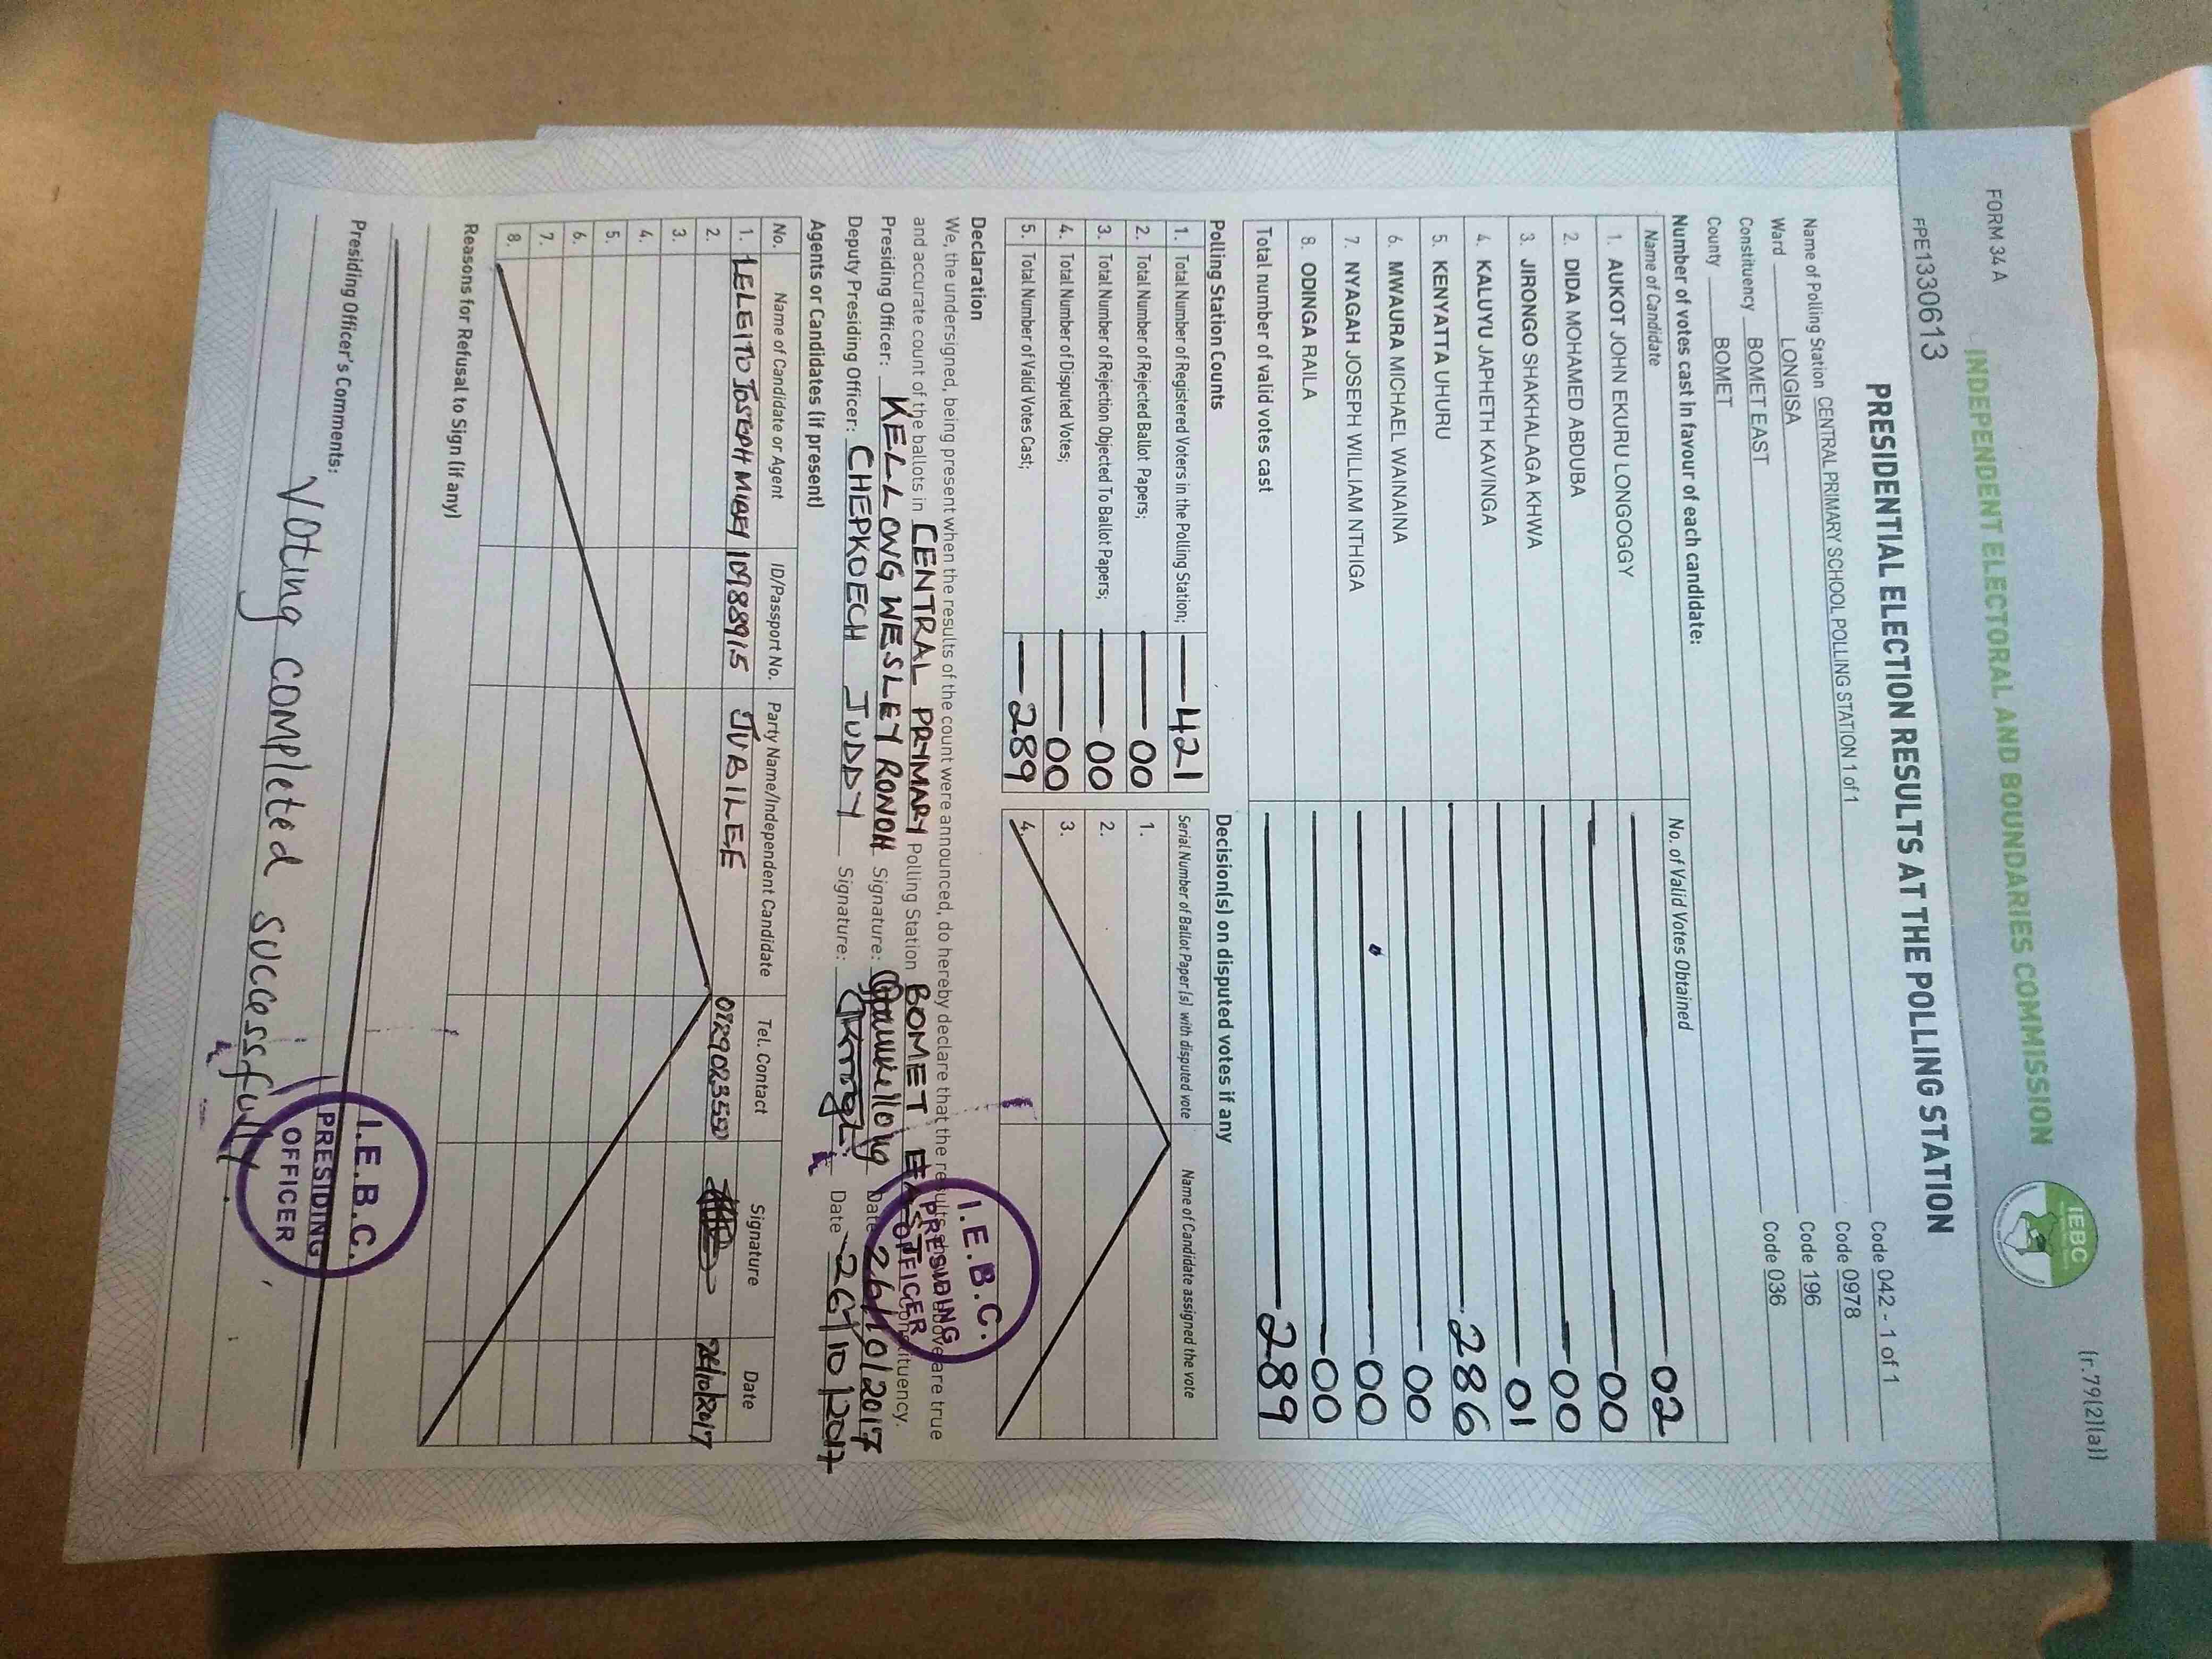 FORM 34 A
(r.79(2)(a))
INDEPENDENT ELECTORAL AND BOUNDARIES COMMISSION
IEBC
FPE1330613
PRESIDENTIAL ELECTION RESULTS AT THE POLLING STATION
Name of Polling Station CENTRAL PRIMARY SCHOOL POLLING STATION 1 of 1 Code 042 - 1 of 1
Ward LONGISA Code 0978
Constituency BOMET EAST Code 196
County BOMET Code 036
Number of votes cast in favour of each candidate:
Name of Candidate No. of Valid Votes Obtained
1. AUKOT JOHN EKURU LONGOGGY 02
2. DIDA MOHAMED ABDUBA 00
3. JIRONGO SHAKHALAGA KHWA 00
4. KALUYU JAPHETH KAVINGA 01
5. KENYATTA UHURU 286
6. MWAURA MICHAEL WAINAINA 00
7. NYAGAH JOSEPH WILLIAM NTHIGA 00
8. ODINGA RAILA 00
Total number of valid votes cast 289
Polling Station Counts
1. Total Number of Registered Voters in the Polling Station; 421
2. Total Number of Rejected Ballot Papers; 00
3. Total Number of Rejection Objected To Ballot Papers; 00
4. Total Number of Disputed Votes; 00
5. Total Number of Valid Votes Cast; 289
Decision(s) on disputed votes if any
Serial Number of Ballot Paper (s) with disputed vote Name of Candidate assigned the vote
1.
2.
3.
4.
Declaration
We, the undersigned, being present when the results of the count were announced, do hereby declare that the results shown above are true
and accurate count of the ballots in CENTRAL PRIMARY Polling Station BOMET EAST Constituency.
Presiding Officer: KELLOWG WESLEY RONOH Signature: Date 26/10/2017
Deputy Presiding Officer: CHEPKOECH JUDDY Signature: Date 26/10/2017
I.E.B.C.
PRESIDING
OFFICER
Agents or Candidates (if present)
No. Name of Candidate or Agent ID/Passport No. Party Name/Independent Candidate Tel. Contact Signature Date
1. JOSEPH JUBILEE 26/10/2017
2.
3.
4.
5.
6.
7.
8.
Reasons for Refusal to Sign (if any)
Presiding Officer's Comments:
Voting completed successfully.
I.E.B.C.
PRESIDING
OFFICER